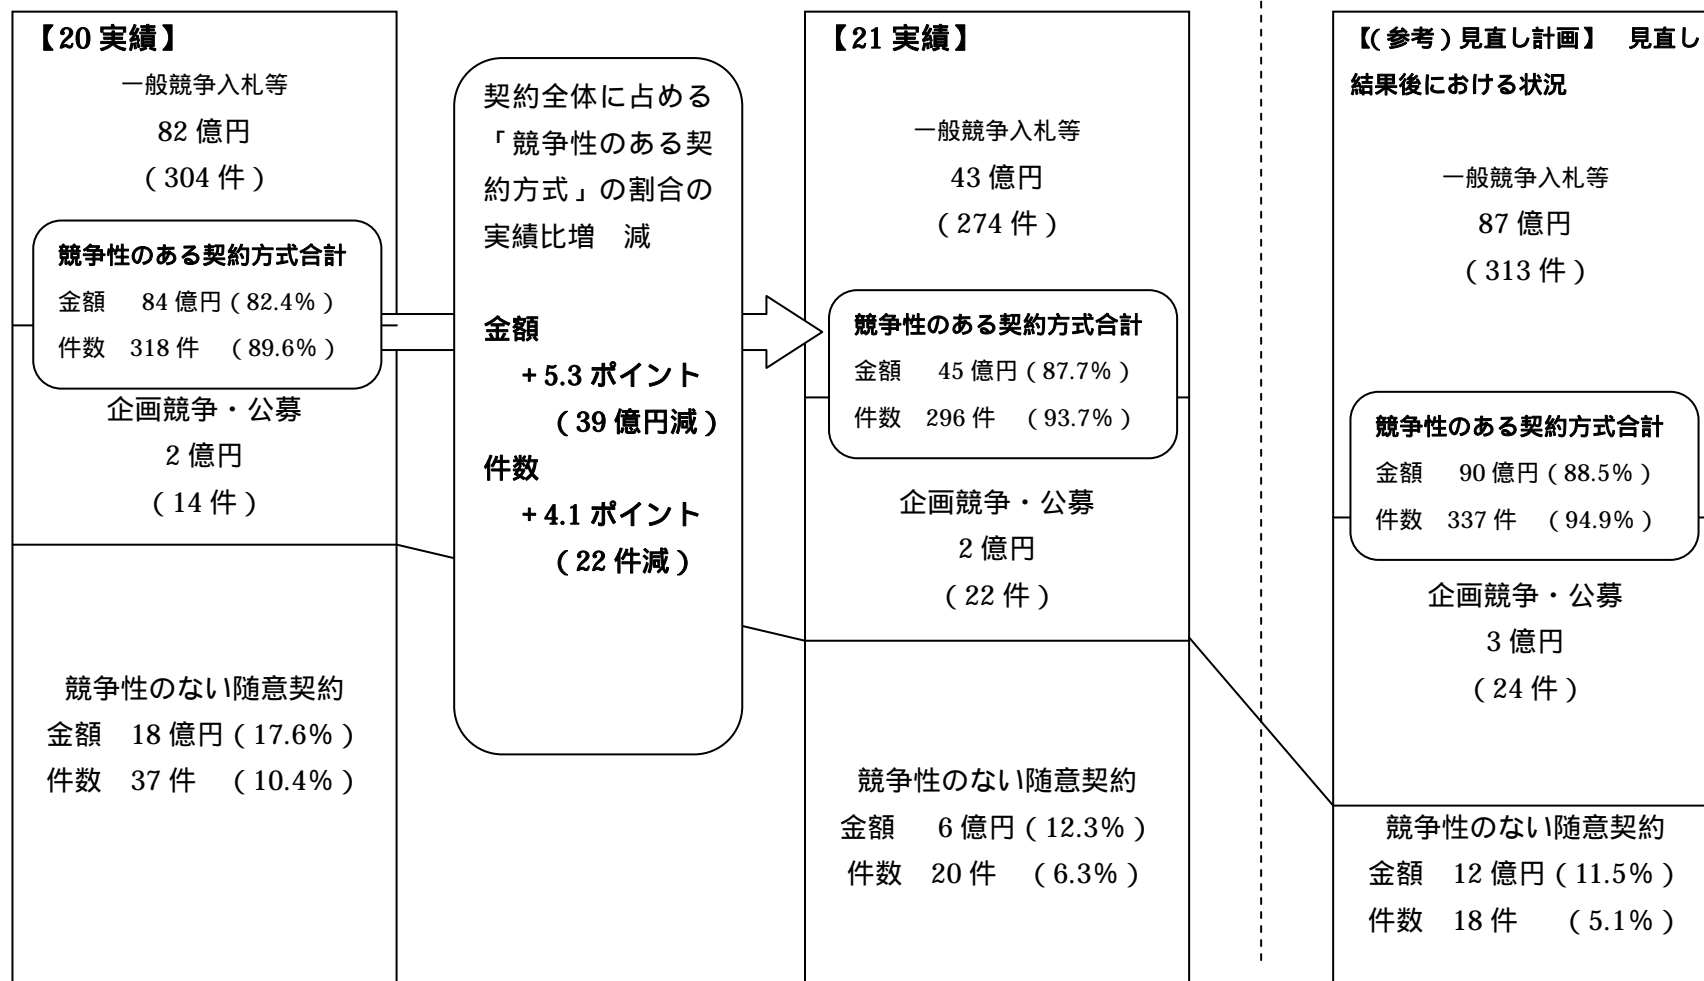 【20 実績】
一般競争入札等
82 億円
( 304 件 )
競争性のある契約方式合計
金額 84 億円 ( 82.4% )
件数 318 件 ( 89.6% )
企画競争・公募
2 億円
( 14 件 )
競争性のない随意契約
金額 18 億円 ( 17.6% )
件数 37 件 ( 10.4% )
契約全体に占める
「競争性のある契
約方式」の割合の
実績比増 減
金額
+ 5.3 ポイント
( 39 億円減 )
件数
+ 4.1 ポイント
( 22 件減 )
【21 実績】
一般競争入札等
43 億円
( 274 件 )
競争性のある契約方式合計
金額 45 億円 ( 87.7% )
件数 296 件 ( 93.7% )
企画競争・公募
2 億円
( 22 件 )
競争性のない随意契約
金額 6 億円 ( 12.3% )
件数 20 件 ( 6.3% )
【( 参考 ) 見直し計画】 見直し
結果後における状況
一般競争入札等
87 億円
( 313 件 )
競争性のある契約方式合計
金額 90 億円 ( 88.5% )
件数 337 件 ( 94.9% )
企画競争・公募
3 億円
( 24 件 )
競争性のない随意契約
金額 12 億円 ( 11.5% )
件数 18 件 ( 5.1% )